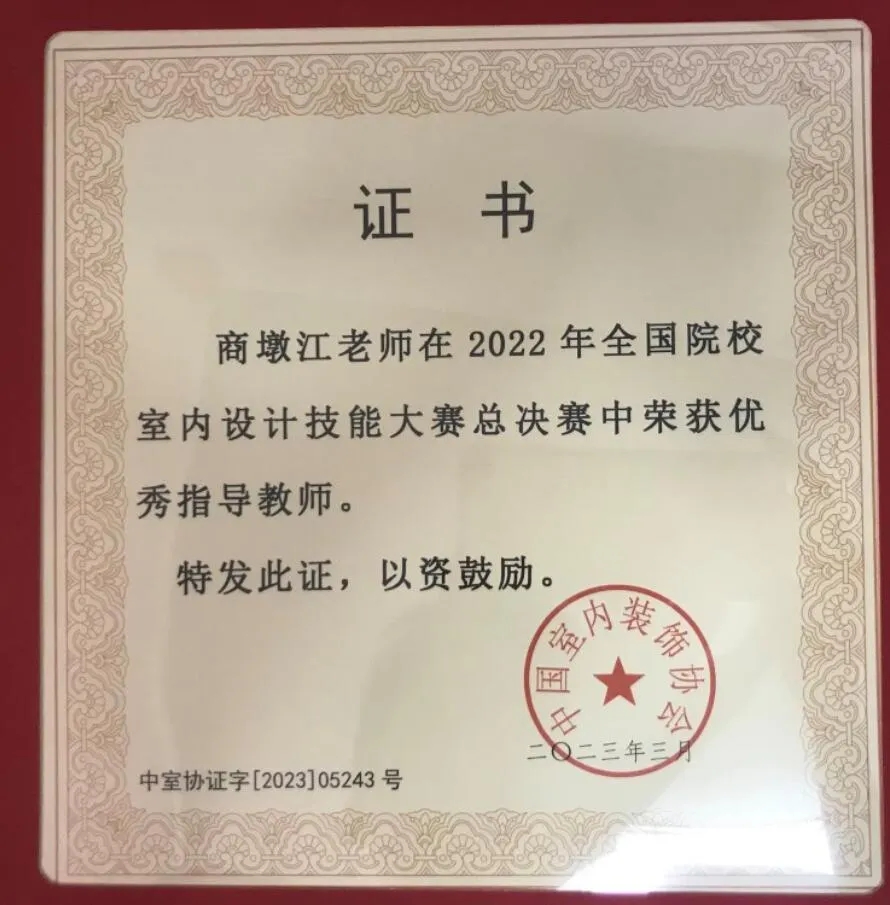 证 书
商墩江老师在 2022 年全国院校
室内设计技能大赛总决赛中荣获优
秀指导教师。
特发此证，以资鼓励。
中国室内装饰协会
二〇二三年三月
中室协证字[2023]05243 号